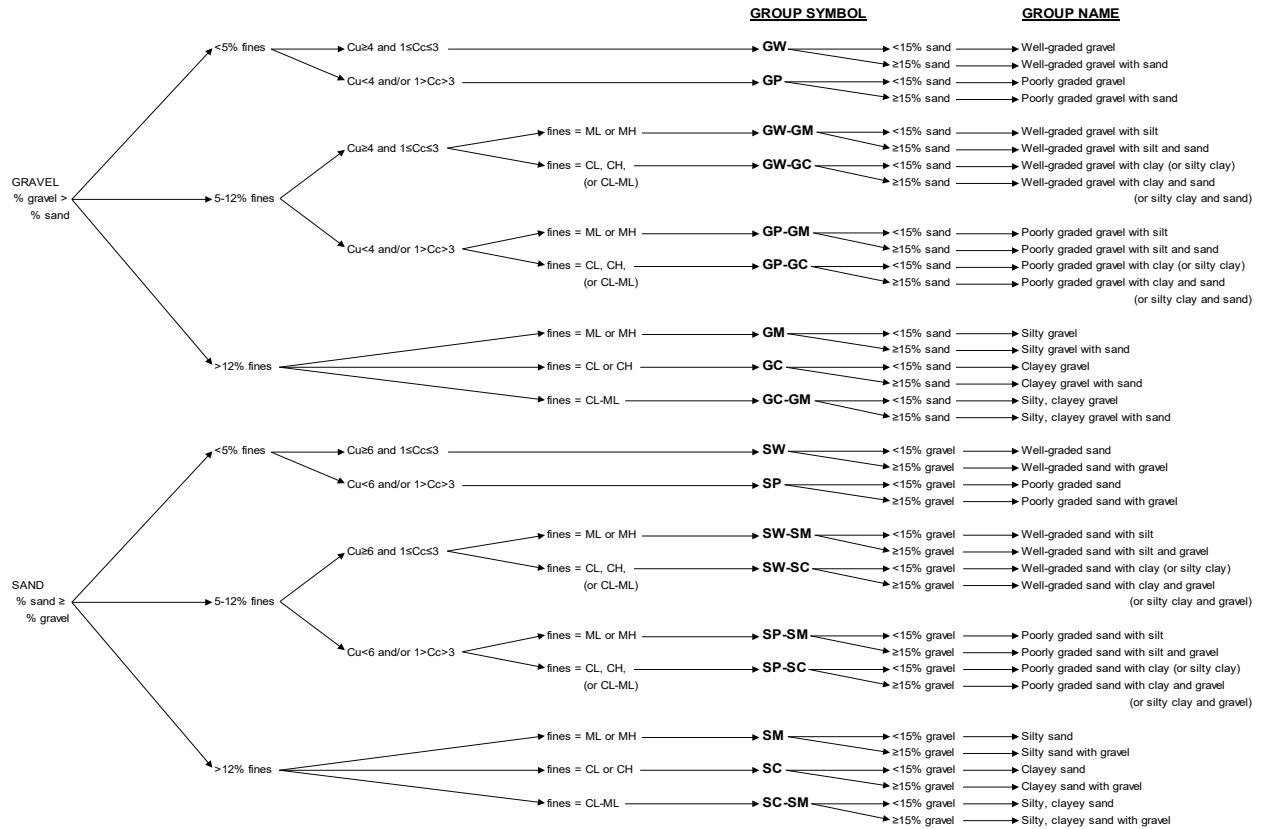 GROUP SYMBOL GROUP NAME
<5% fines Cu≥4 and 1≤Cc≤3 GW <15% sand Well-graded gravel
≥15% sand Well-graded gravel with sand
Cu<4 and/or 1>Cc>3 GP <15% sand Poorly graded gravel
≥15% sand Poorly graded gravel with sand
fines = ML or MH GW-GM <15% sand Well-graded gravel with silt
Cu≥4 and 1≤Cc≤3 ≥15% sand Well-graded gravel with silt and sand
fines = CL, CH, GW-GC <15% sand Well-graded gravel with clay (or silty clay)
GRAVEL (or CL-ML) ≥15% sand Well-graded gravel with clay and sand
% gravel > 5-12% fines (or silty clay and sand)
% sand
fines = ML or MH GP-GM <15% sand Poorly graded gravel with silt
Cu<4 and/or 1>Cc>3 ≥15% sand Poorly graded gravel with silt and sand
fines = CL, CH, GP-GC <15% sand Poorly graded gravel with clay (or silty clay)
(or CL-ML) ≥15% sand Poorly graded gravel with clay and sand
(or silty clay and sand)
fines = ML or MH GM <15% sand Silty gravel
≥15% sand Silty gravel with sand
>12% fines fines = CL or CH GC <15% sand Clayey gravel
≥15% sand Clayey gravel with sand
fines = CL-ML GC-GM <15% sand Silty, clayey gravel
≥15% sand Silty, clayey gravel with sand
<5% fines Cu≥6 and 1≤Cc≤3 SW <15% gravel Well-graded sand
≥15% gravel Well-graded sand with gravel
Cu<6 and/or 1>Cc>3 SP <15% gravel Poorly graded sand
≥15% gravel Poorly graded sand with gravel
fines = ML or MH SW-SM <15% gravel Well-graded sand with silt
Cu≥6 and 1≤Cc≤3 ≥15% gravel Well-graded sand with silt and gravel
fines = CL, CH, SW-SC <15% gravel Well-graded sand with clay (or silty clay)
SAND (or CL-ML) ≥15% gravel Well-graded sand with clay and gravel
% sand ≥ 5-12% fines (or silty clay and gravel)
% gravel
fines = ML or MH SP-SM <15% gravel Poorly graded sand with silt
Cu<6 and/or 1>Cc>3 ≥15% gravel Poorly graded sand with silt and gravel
fines = CL, CH, SP-SC <15% gravel Poorly graded sand with clay (or silty clay)
(or CL-ML) ≥15% gravel Poorly graded sand with clay and gravel
(or silty clay and gravel)
fines = ML or MH SM <15% gravel Silty sand
≥15% gravel Silty sand with gravel
>12% fines fines = CL or CH SC <15% gravel Clayey sand
≥15% gravel Clayey sand with gravel
fines = CL-ML SC-SM <15% gravel Silty, clayey sand
≥15% gravel Silty, clayey sand with gravel